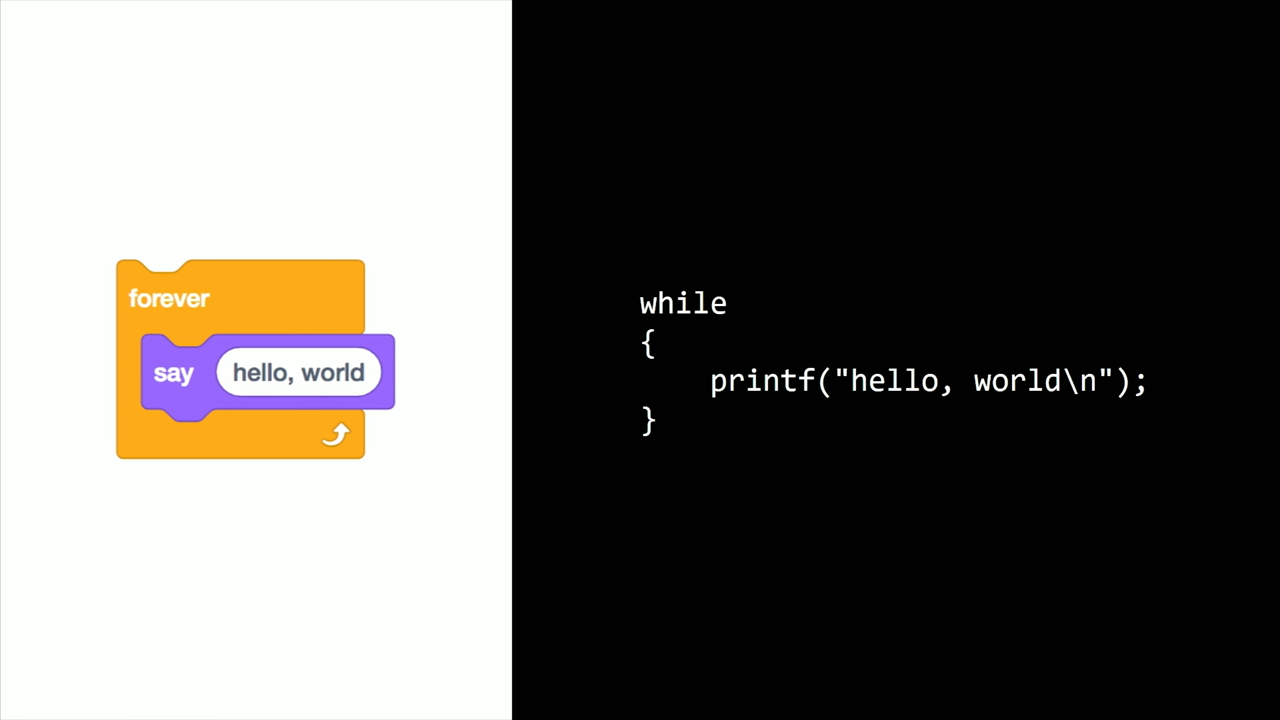 forever
say hello, world
while
{
    printf("hello, world\n");
}